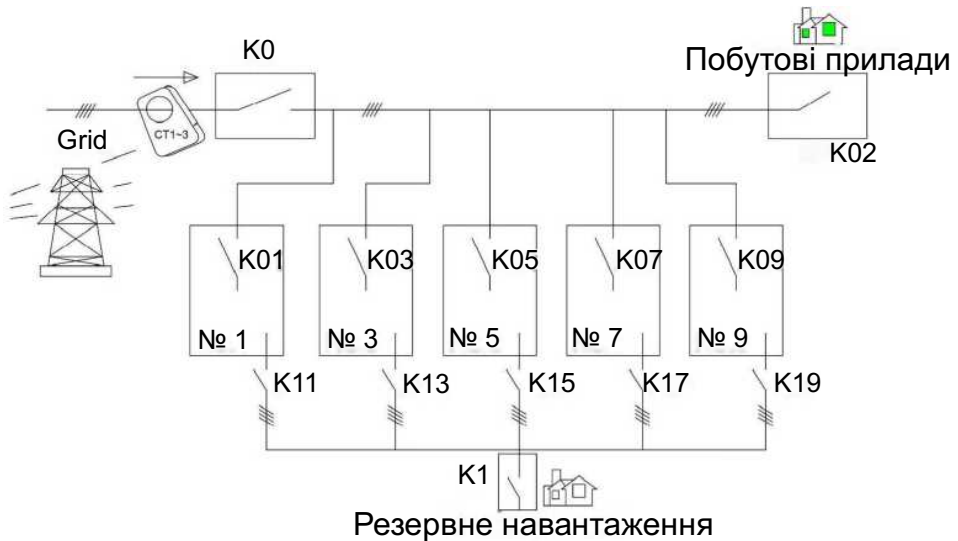 K0
Побутові прилади
Grid
CT1~3
K02
K01
K03
K05
K07
K09
№ 1
№ 3
№ 5
№ 7
№ 9
K11
K13
K15
K17
K19
K1
Резервне навантаження